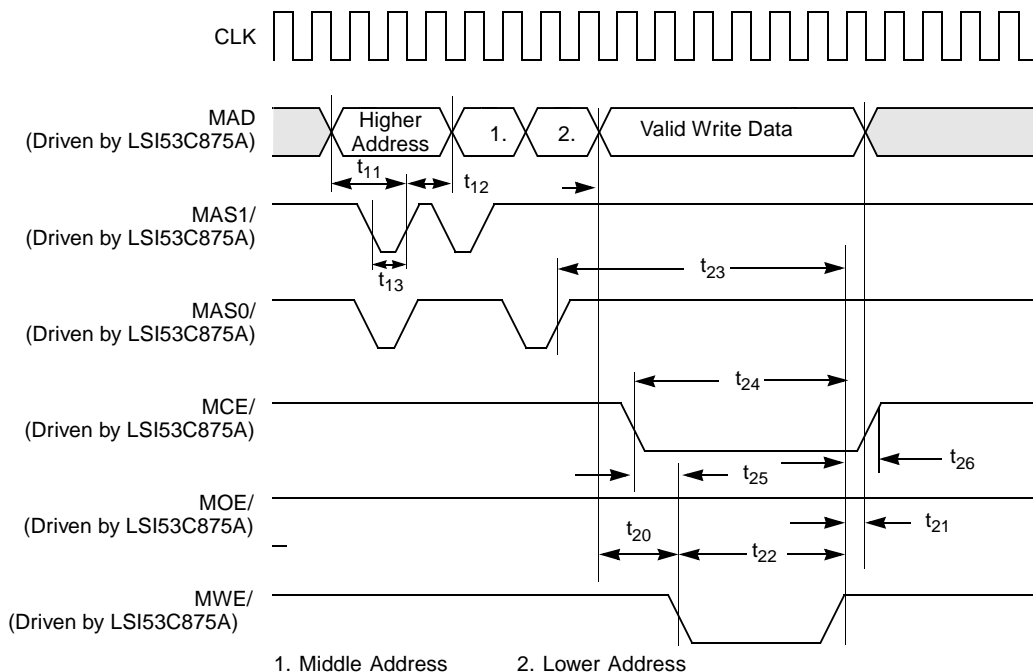 CLK
MAD
(Driven by LSI53C875A)
Higher
Address
1.
2.
Valid Write Data
t11
t12
MAS1/
(Driven by LSI53C875A)
t13
t23
MAS0/
(Driven by LSI53C875A)
t24
MCE/
(Driven by LSI53C875A)
t25
t26
MOE/
(Driven by LSI53C875A)
t20
t22
t21
MWE/
(Driven by LSI53C875A)
1. Middle Address 2. Lower Address